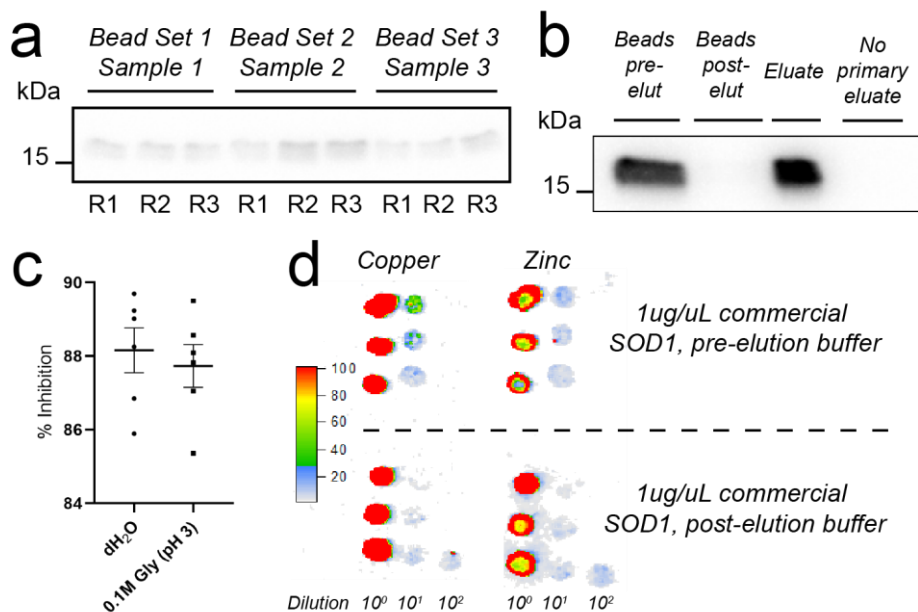 a
Bead Set 1 Bead Set 2 Bead Set 3
Sample 1 Sample 2 Sample 3
kDa
15
R1 R2 R3 R1 R2 R3 R1 R2 R3
b
Beads pre-elut
Beads post-elut
Eluate
No primary eluate
kDa
15
c
90
88
86
84
% Inhibition
dH₂O
0.1M Gly (pH 3)
d
Copper Zinc
100
80
60
40
20
1ug/uL commercial
SOD1, pre-elution buffer
1ug/uL commercial
SOD1, post-elution buffer
Dilution 10⁰ 10¹ 10² 10⁰ 10¹ 10²